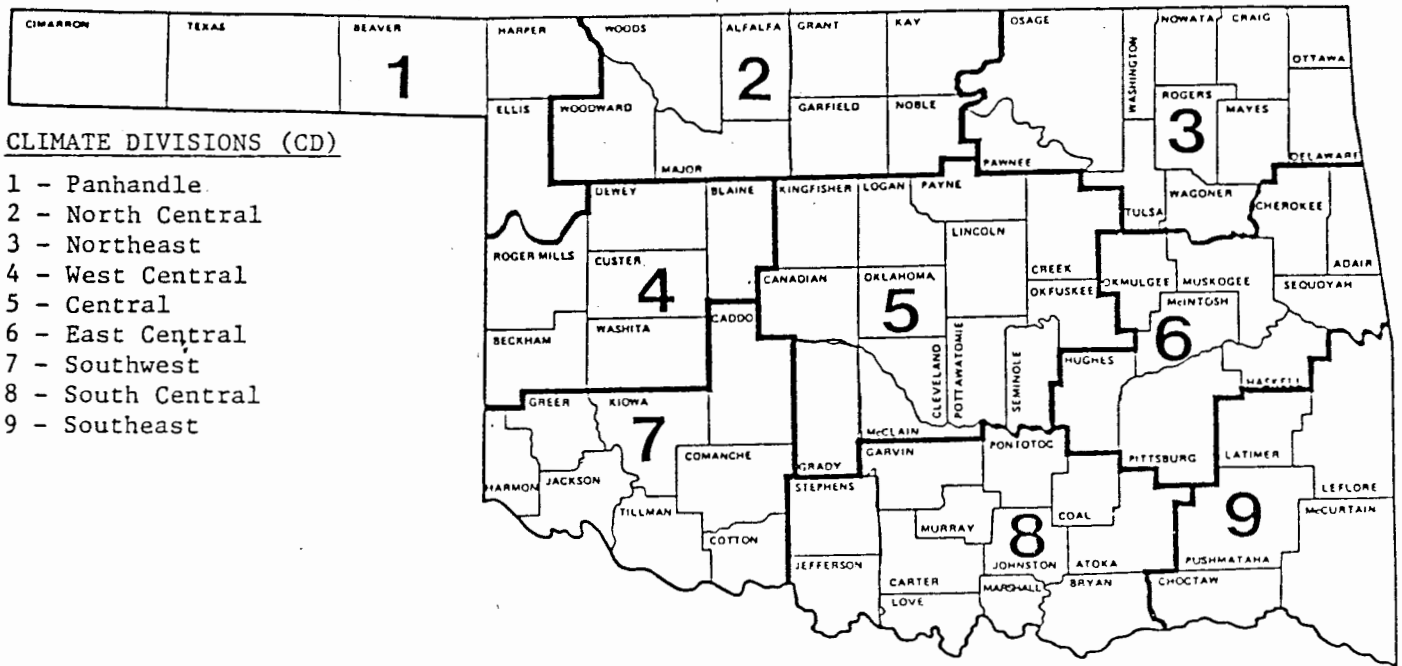 CIMARRON TEXAS BEAVER HARPER WOODS ALFALFA GRANT KAY OSAGE WASHINGTON NOWATA CRAIG
OTTAWA
1 2 3
ELLIS WOODWARD GARFIELD NOBLE ROGERS MAYES
CLIMATE DIVISIONS (CD)
1 - Panhandle
2 - North Central
3 - Northeast
4 - West Central
5 - Central
6 - East Central
7 - Southwest
8 - South Central
9 - Southeast
MAJOR PAWNEE DELAWARE
DEWEY BLAINE KINGFISHER LOGAN PAYNE WAGONER
TULSA CHEROKEE
LINCOLN
ROGER MILLS CUSTER CANADIAN OKLAHOMA CREEK OKMULGEE MUSKOGEE ADAIR
OKFUSKEE SEQUOYAH
4 5 6
McINTOSH
BECKHAM WASHITA CADDO CLEVELAND POTTAWATOMIE SEMINOLE HUGHES HASKELL
GREER KIOWA McCLAIN
7
GARVIN PONTOTOC
COMANCHE GRADY PITTSBURG LATIMER
HARMON JACKSON STEPHENS LEFLORE
TILLMAN COAL McCURTAIN
MURRAY 8 9
COTTON
JEFFERSON JOHNSTON ATOKA PUSHMATAHA
CARTER MARSHALL BRYAN CHOCTAW
LOVE